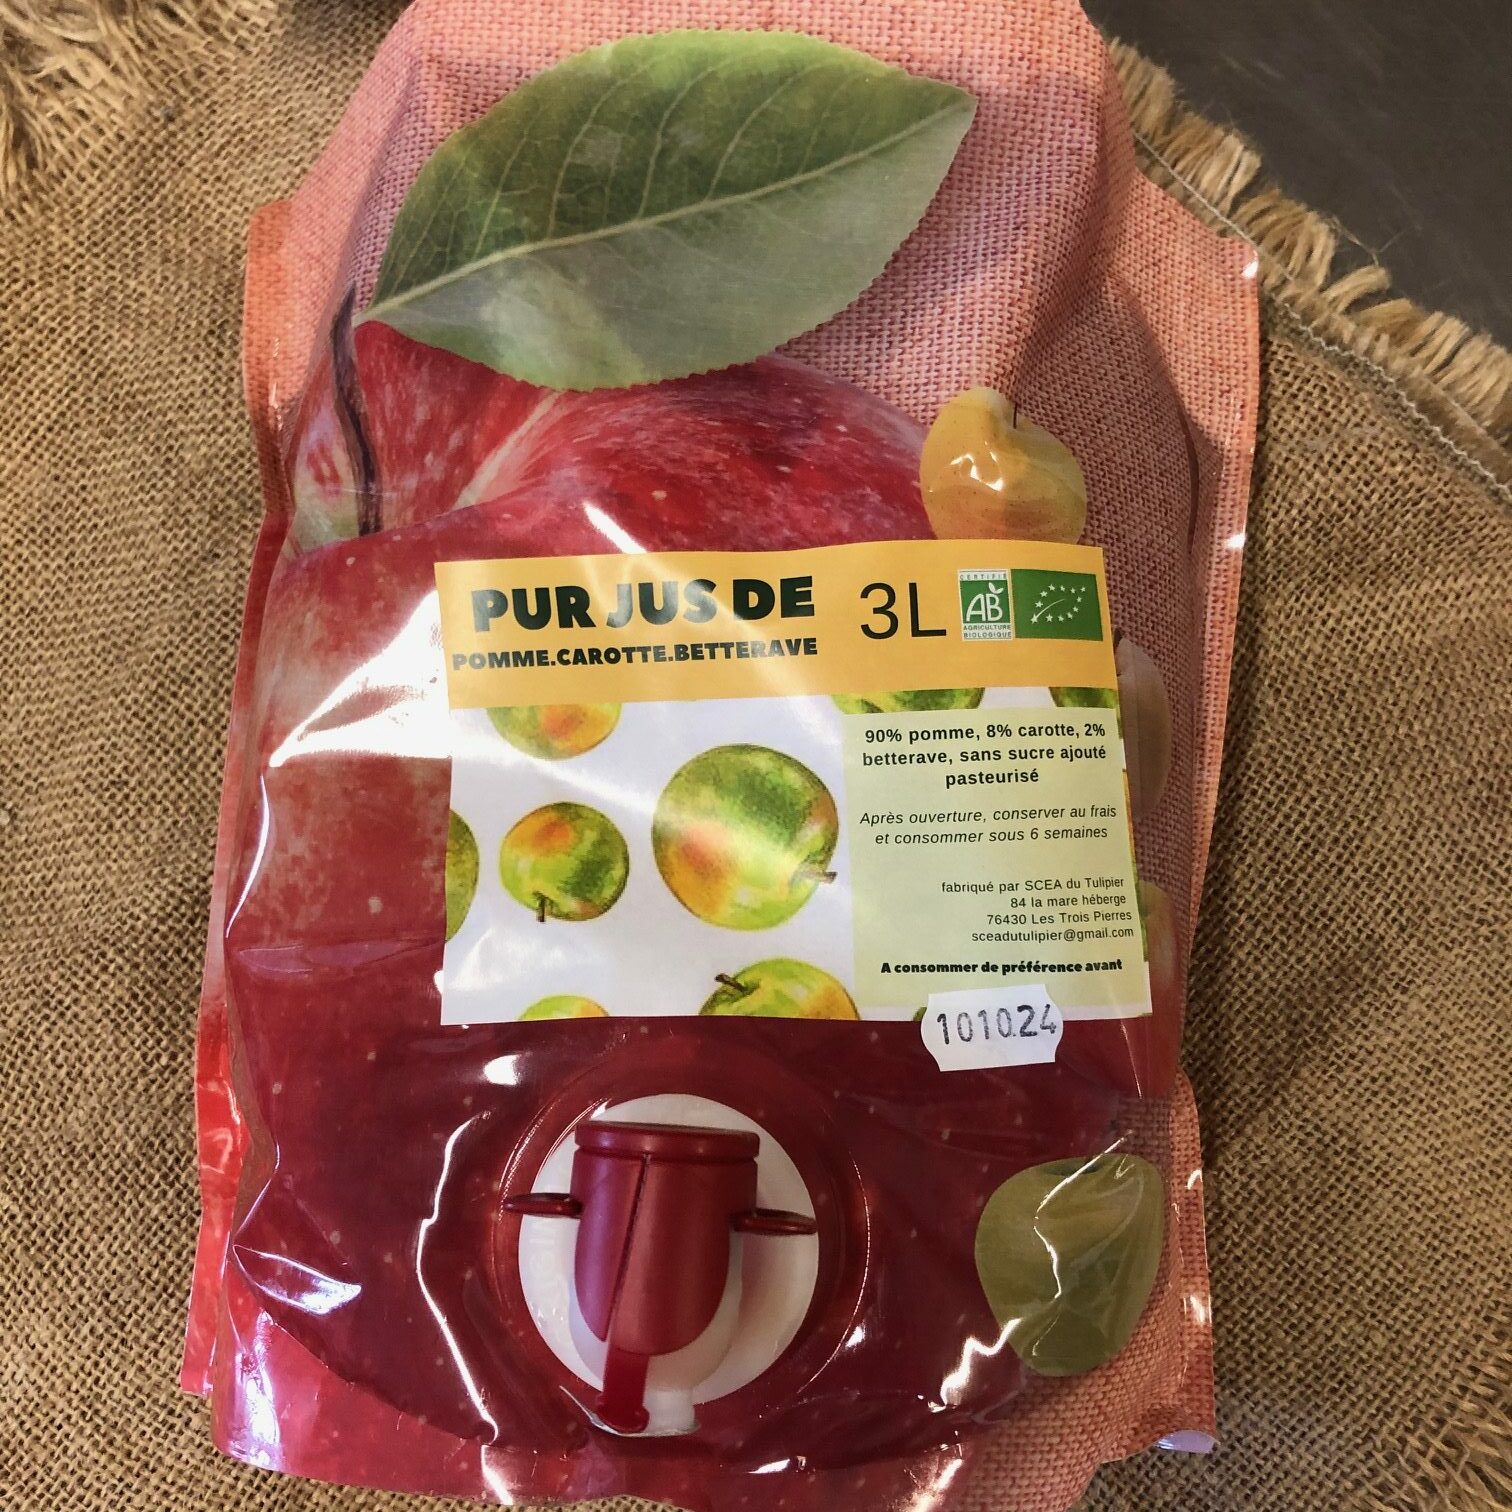 PUR JUS DE
POMME.CAROTTE.BETTERAVE
3L
CERTIFIÉ
AB
AGRICULTURE
BIOLOGIQUE
90% pomme, 8% carotte, 2%
betterave, sans sucre ajouté
pasteurisé
Après ouverture, conserver au frais
et consommer sous 6 semaines
fabriqué par SCEA du Tulipier
84 la mare héberge
76430 Les Trois Pierres
sceadutulipier@gmail.com
A consommer de préférence avant
101024